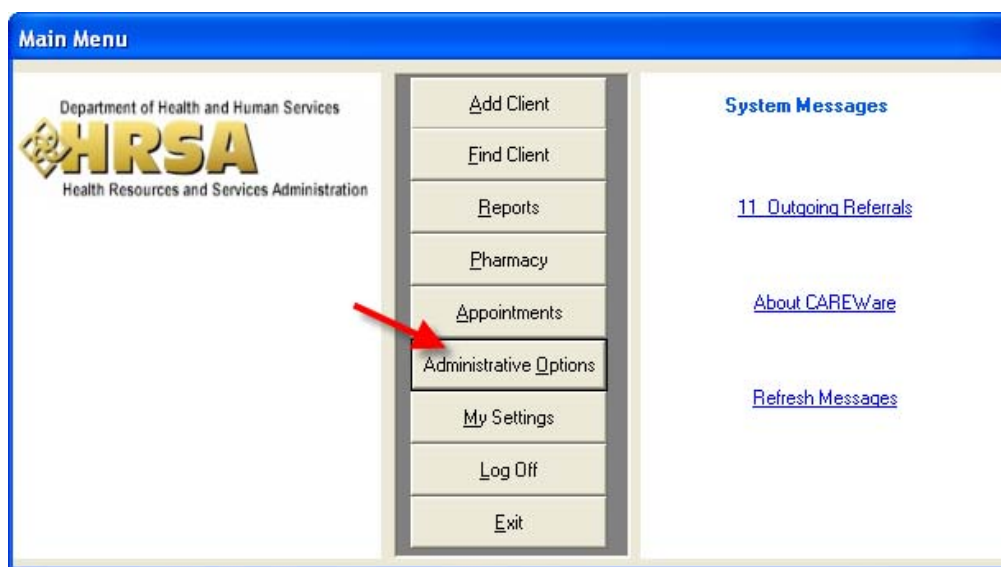 Main Menu
Department of Health and Human Services
HRSA
Health Resources and Services Administration
Add Client
Find Client
Reports
Pharmacy
Appointments
Administrative Options
My Settings
Log Off
Exit
System Messages
11 Outgoing Referrals
About CAREWare
Refresh Messages